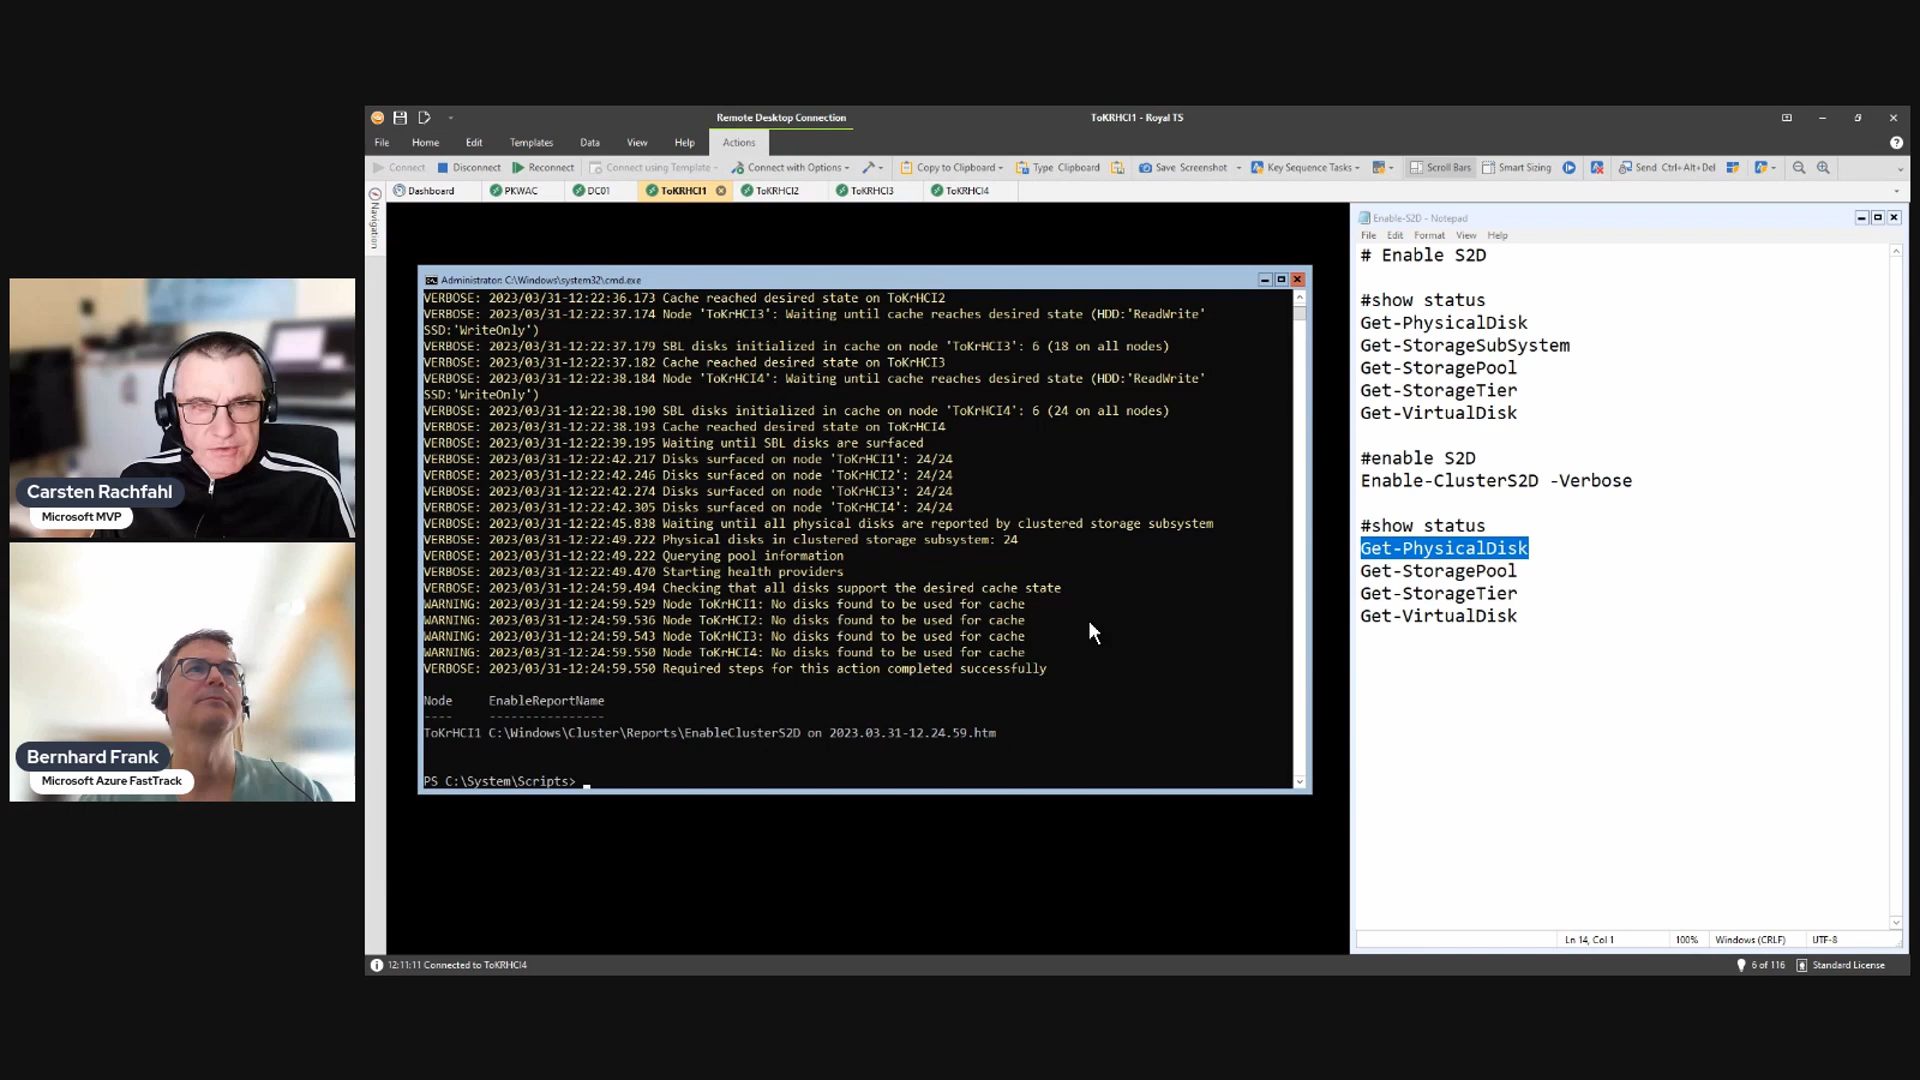 Remote Desktop Connection
ToKRHCI1 - Royal TS
File Home Edit Templates Data View Help Actions
Connect Disconnect Reconnect Connect using Template Connect with Options Copy to Clipboard Type Clipboard Save Screenshot Key Sequence Tasks Scroll Bars Smart Sizing Send Ctrl+Alt+Del
Dashboard PKWAC DC01 ToKRHCI1 ToKRHCI2 ToKRHCI3 ToKRHCI4
Navigation
Administrator: C:\Windows\system32\cmd.exe
VERBOSE: 2023/03/31-12:22:36.173 Cache reached desired state on ToKrHCI2
VERBOSE: 2023/03/31-12:22:37.174 Node 'ToKrHCI3': Waiting until cache reaches desired state (HDD:'ReadWrite'
SSD:'WriteOnly')
VERBOSE: 2023/03/31-12:22:37.179 SBL disks initialized in cache on node 'ToKrHCI3': 6 (18 on all nodes)
VERBOSE: 2023/03/31-12:22:37.182 Cache reached desired state on ToKrHCI3
VERBOSE: 2023/03/31-12:22:38.184 Node 'ToKrHCI4': Waiting until cache reaches desired state (HDD:'ReadWrite'
SSD:'WriteOnly')
VERBOSE: 2023/03/31-12:22:38.190 SBL disks initialized in cache on node 'ToKrHCI4': 6 (24 on all nodes)
VERBOSE: 2023/03/31-12:22:38.193 Cache reached desired state on ToKrHCI4
VERBOSE: 2023/03/31-12:22:39.195 Waiting until SBL disks are surfaced
VERBOSE: 2023/03/31-12:22:42.217 Disks surfaced on node 'ToKrHCI1': 24/24
VERBOSE: 2023/03/31-12:22:42.246 Disks surfaced on node 'ToKrHCI2': 24/24
VERBOSE: 2023/03/31-12:22:42.274 Disks surfaced on node 'ToKrHCI3': 24/24
VERBOSE: 2023/03/31-12:22:42.305 Disks surfaced on node 'ToKrHCI4': 24/24
VERBOSE: 2023/03/31-12:22:45.838 Waiting until all physical disks are reported by clustered storage subsystem
VERBOSE: 2023/03/31-12:22:49.222 Physical disks in clustered storage subsystem: 24
VERBOSE: 2023/03/31-12:22:49.222 Querying pool information
VERBOSE: 2023/03/31-12:22:49.470 Starting health providers
VERBOSE: 2023/03/31-12:24:59.494 Checking that all disks support the desired cache state
WARNING: 2023/03/31-12:24:59.529 Node ToKrHCI1: No disks found to be used for cache
WARNING: 2023/03/31-12:24:59.536 Node ToKrHCI2: No disks found to be used for cache
WARNING: 2023/03/31-12:24:59.543 Node ToKrHCI3: No disks found to be used for cache
WARNING: 2023/03/31-12:24:59.550 Node ToKrHCI4: No disks found to be used for cache
VERBOSE: 2023/03/31-12:24:59.550 Required steps for this action completed successfully
Node EnableReportName
---- ----------------
ToKrHCI1 C:\Windows\Cluster\Reports\EnableClusterS2D on 2023.03.31-12.24.59.htm
PS C:\System\Scripts> _
Enable-S2D - Notepad
File Edit Format View Help
# Enable S2D
#show status
Get-PhysicalDisk
Get-StorageSubSystem
Get-StoragePool
Get-StorageTier
Get-VirtualDisk
#enable S2D
Enable-ClusterS2D -Verbose
#show status
Get-PhysicalDisk
Get-StoragePool
Get-StorageTier
Get-VirtualDisk
Ln 14, Col 1 100% Windows (CRLF) UTF-8
12:11:11 Connected to ToKRHCI4
6 of 116 Standard License
Carsten Rachfahl
Microsoft MVP
Bernhard Frank
Microsoft Azure FastTrack